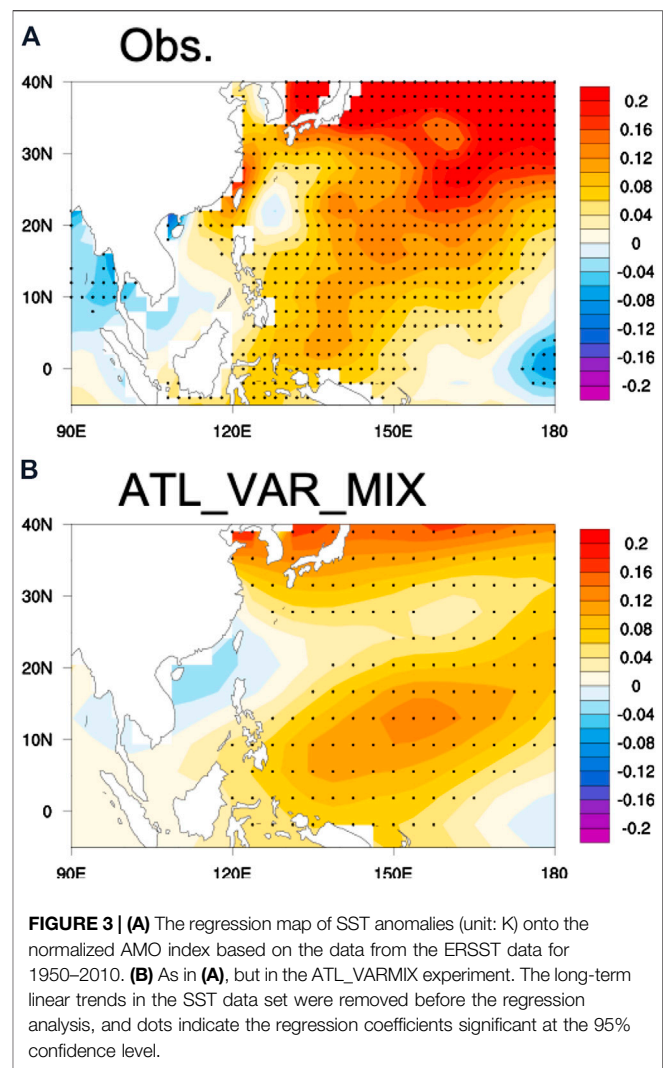 A
Obs.
40N
30N
20N
10N
0
90E 120E 150E 180
0.2
0.16
0.12
0.08
0.04
0
-0.04
-0.08
-0.12
-0.16
-0.2
B
ATL_VAR_MIX
40N
30N
20N
10N
0
90E 120E 150E 180
0.2
0.16
0.12
0.08
0.04
0
-0.04
-0.08
-0.12
-0.16
-0.2
FIGURE 3 | (A) The regression map of SST anomalies (unit: K) onto the
normalized AMO index based on the data from the ERSST data for
1950–2010. (B) As in (A), but in the ATL_VARMIX experiment. The long-term
linear trends in the SST data set were removed before the regression
analysis, and dots indicate the regression coefficients significant at the 95%
confidence level.